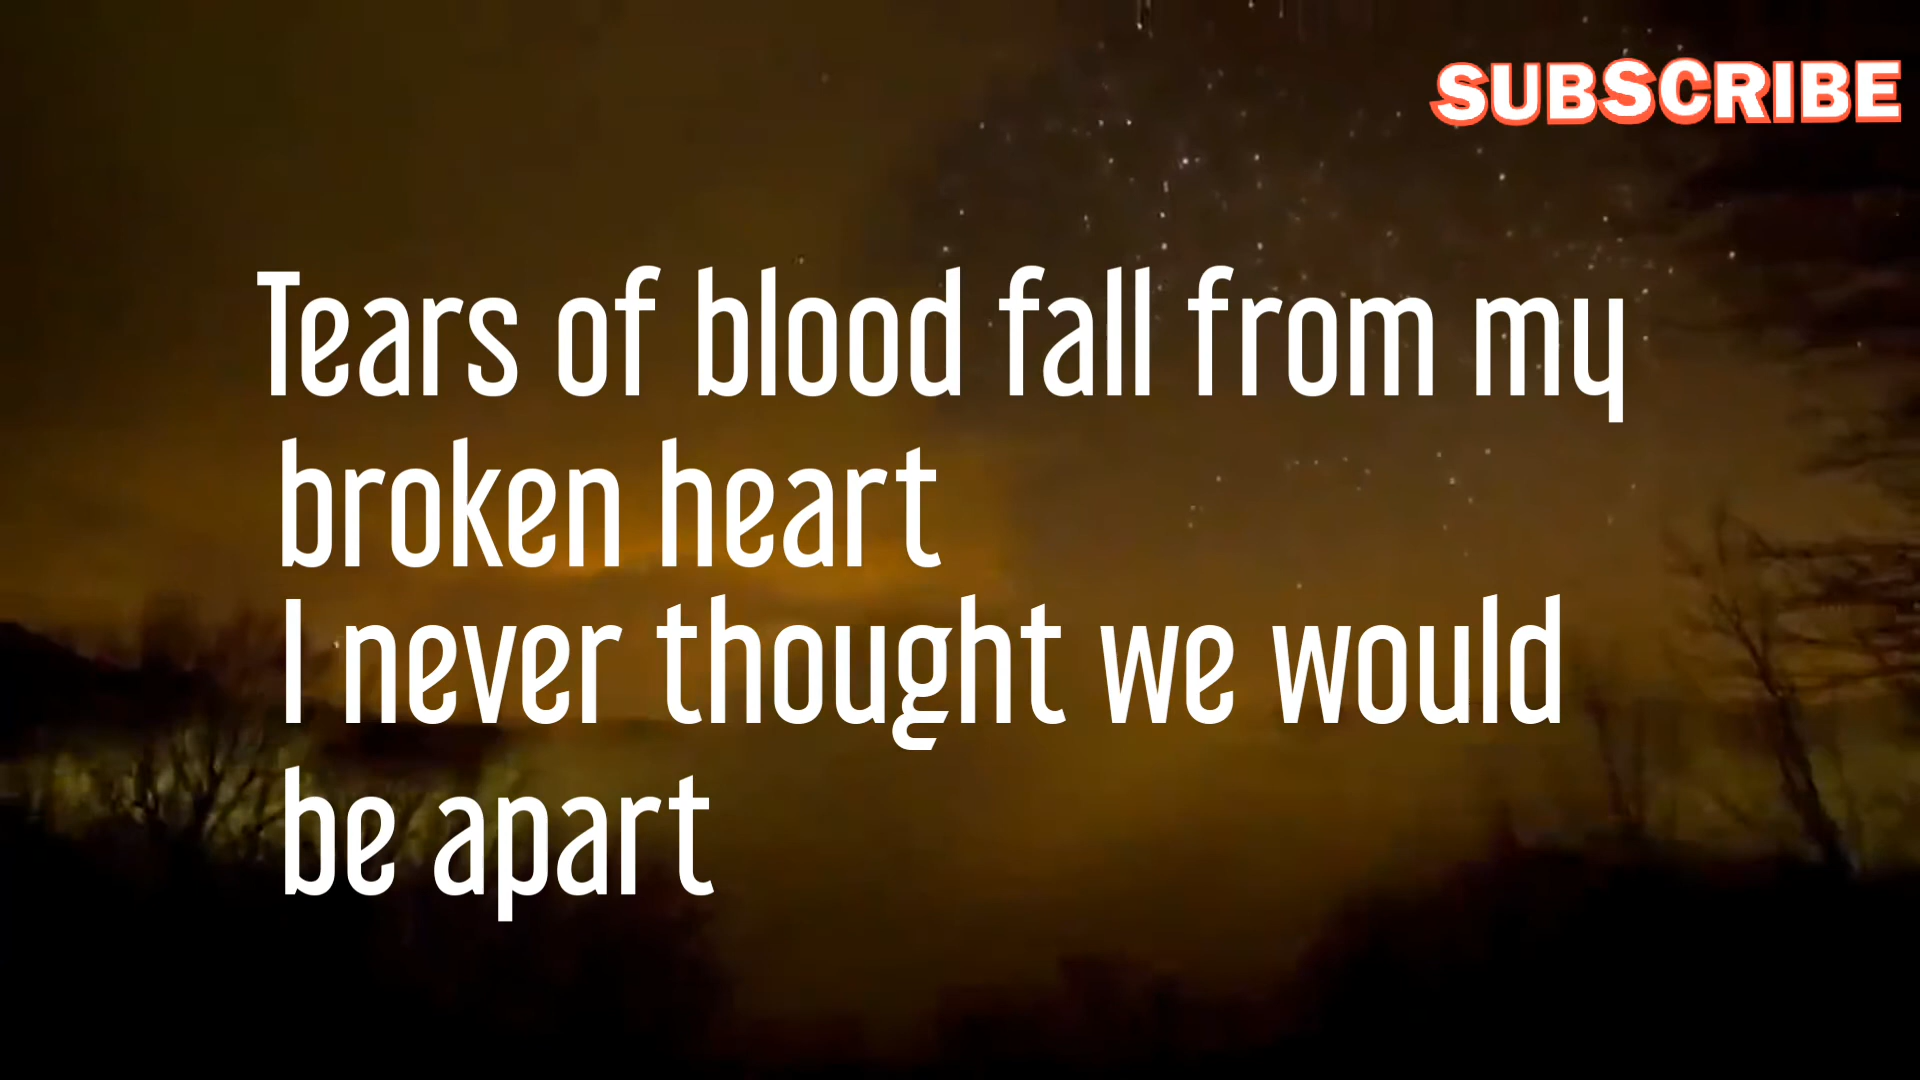 SUBSCRIBE
Tears of blood fall from my
broken heart
I never thought we would
be apart